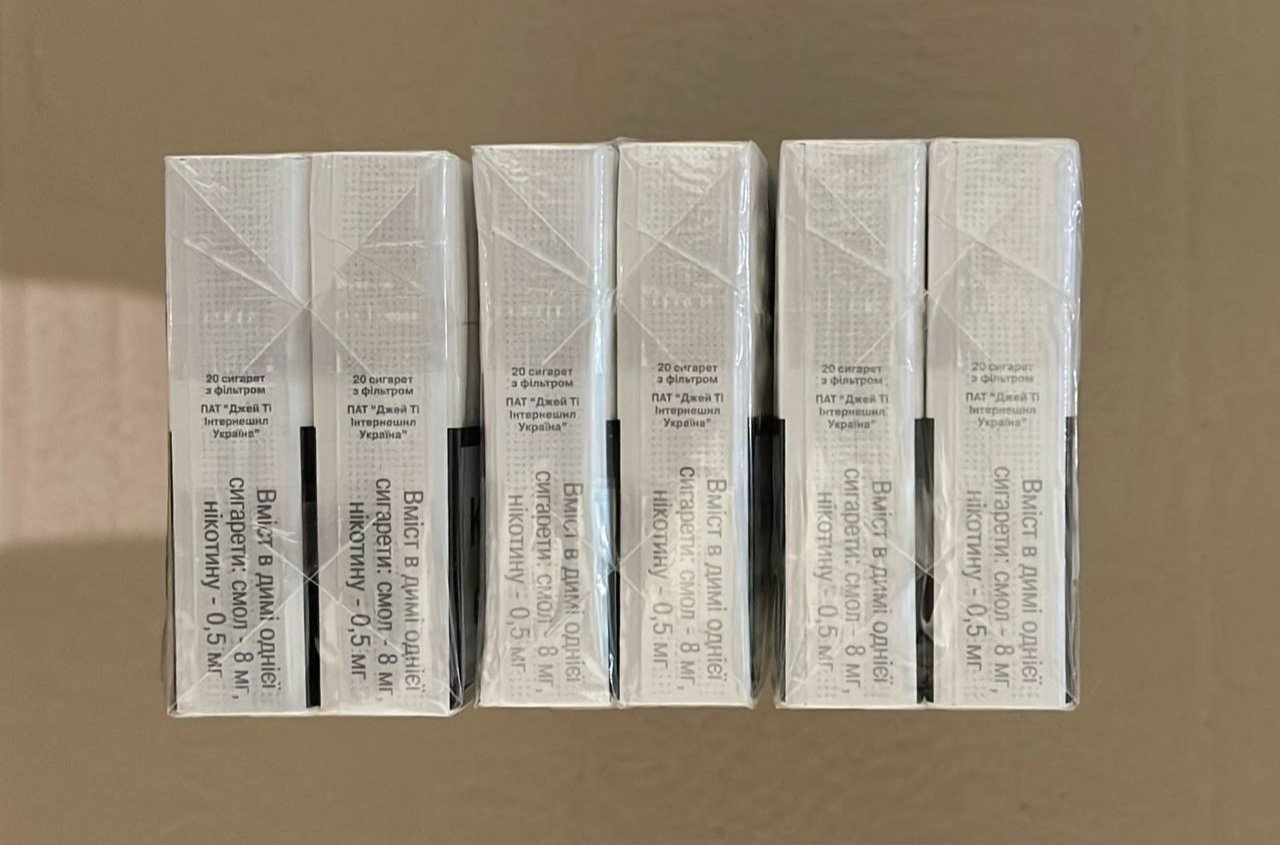 20 сигарет
з фільтром
ПАТ "Джей Ті
Інтернешнл
Україна"
Вміст в димі однієї
сигарети: смол - 8 мг,
нікотину - 0,5 мг
20 сигарет
з фільтром
ПАТ "Джей Ті
Інтернешнл
Україна"
Вміст в димі однієї
сигарети: смол - 8 мг,
нікотину - 0,5 мг
20 сигарет
з фільтром
ПАТ "Джей Ті
Інтернешнл
Україна"
Вміст в димі однієї
сигарети: смол - 8 мг,
нікотину - 0,5 мг
20 сигарет
з фільтром
ПАТ "Джей Ті
Інтернешнл
Україна"
Вміст в димі однієї
сигарети: смол - 8 мг,
нікотину - 0,5 мг
20 сигарет
з фільтром
ПАТ "Джей Ті
Інтернешнл
Україна"
Вміст в димі однієї
сигарети: смол - 8 мг,
нікотину - 0,5 мг
20 сигарет
з фільтром
ПАТ "Джей Ті
Інтернешнл
Україна"
Вміст в димі однієї
сигарети: смол - 8 мг,
нікотину - 0,5 мг